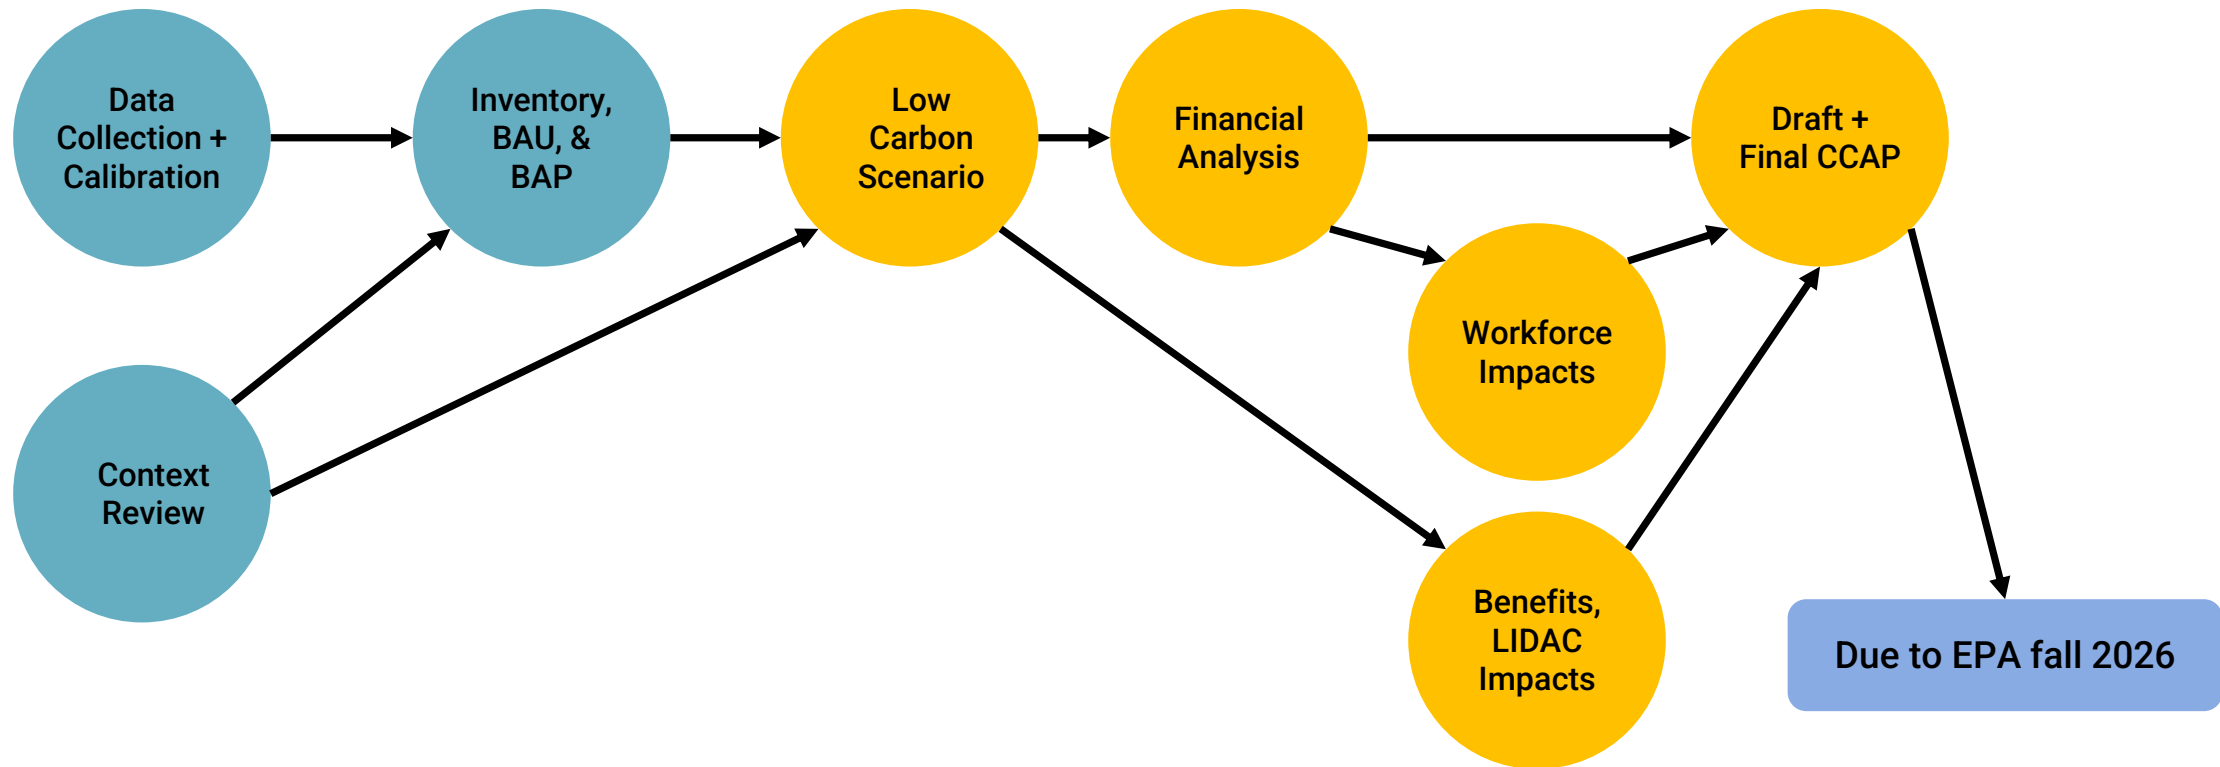 Data
Collection +
Calibration
Inventory,
BAU, &
BAP
Low
Carbon
Scenario
Financial
Analysis
Draft +
Final CCAP
Workforce
Impacts
Context
Review
Benefits,
LIDAC
Impacts
Due to EPA fall 2026